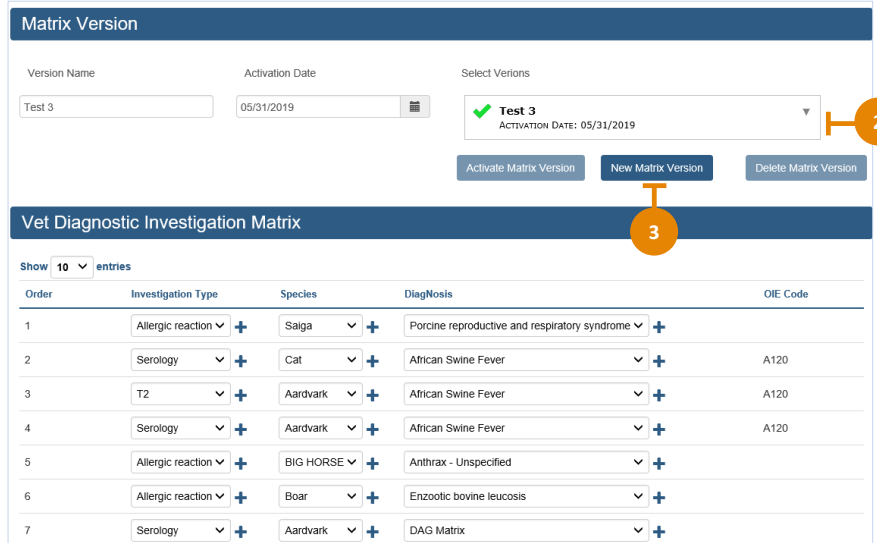 Matrix Version
Version Name Activation Date Select Verions
Test 3 05/31/2019 Test 3
ACTIVATION DATE: 05/31/2019
2
Activate Matrix Version New Matrix Version Delete Matrix Version
3
Vet Diagnostic Investigation Matrix
Show 10 entries
Order Investigation Type Species DiagNosis OIE Code
1 Allergic reaction Saiga Porcine reproductive and respiratory syndrome
2 Serology Cat African Swine Fever A120
3 T2 Aardvark African Swine Fever A120
4 Serology Aardvark African Swine Fever A120
5 Allergic reaction BIG HORSE Anthrax - Unspecified
6 Allergic reaction Boar Enzootic bovine leucosis
7 Serology Aardvark DAG Matrix